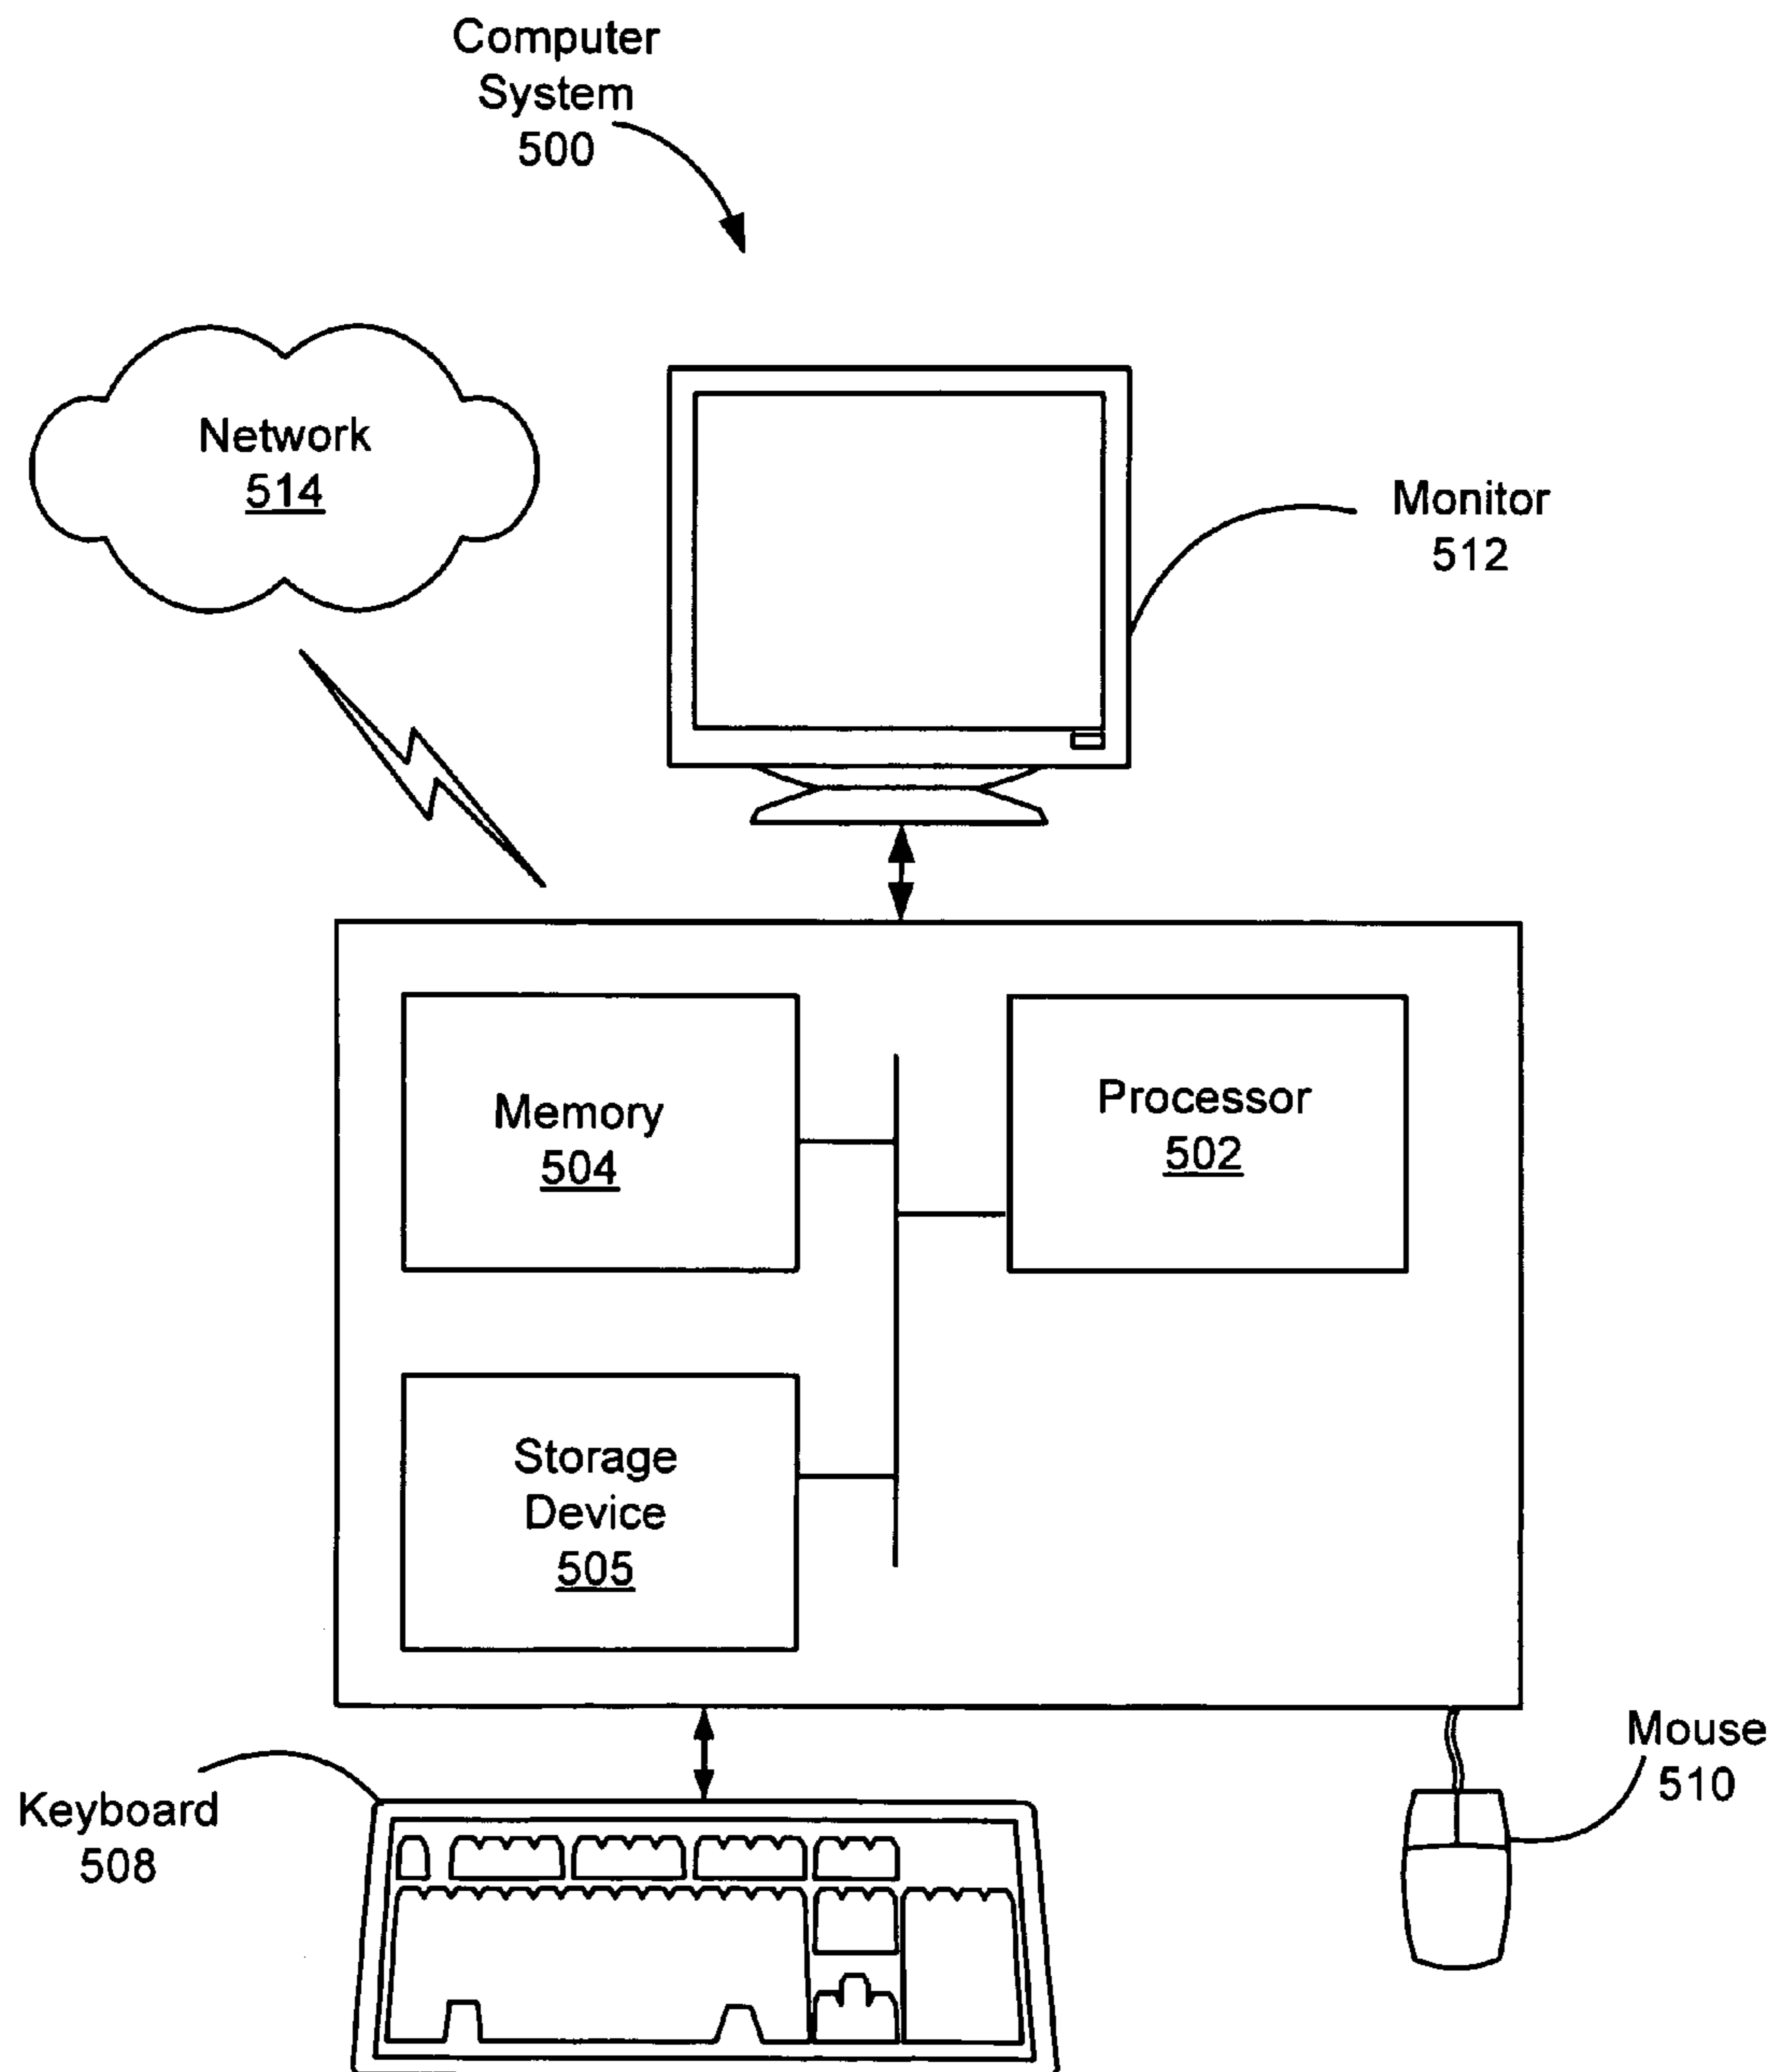 Computer
System
500
Network
514
Monitor
512
Memory
504
Processor
502
Storage
Device
505
Keyboard
508
Mouse
510